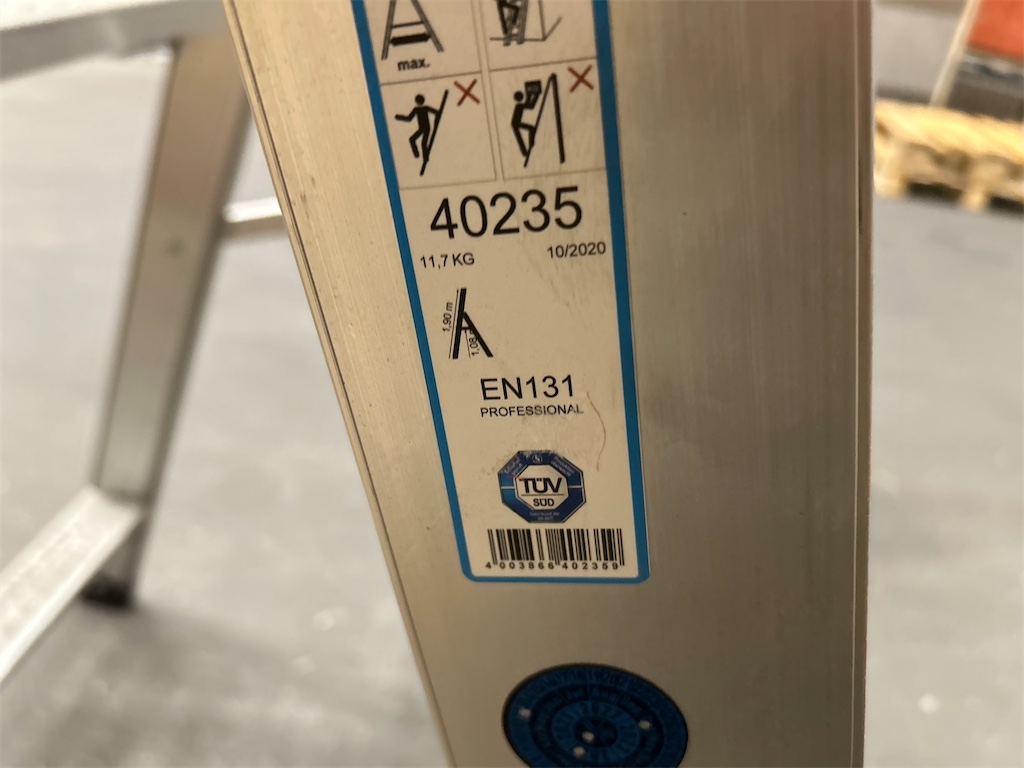 max.
40235
11,7 KG 10/2020
1,90 m
1,08
EN131
PROFESSIONAL
TÜV
SÜD
4 003866 402359